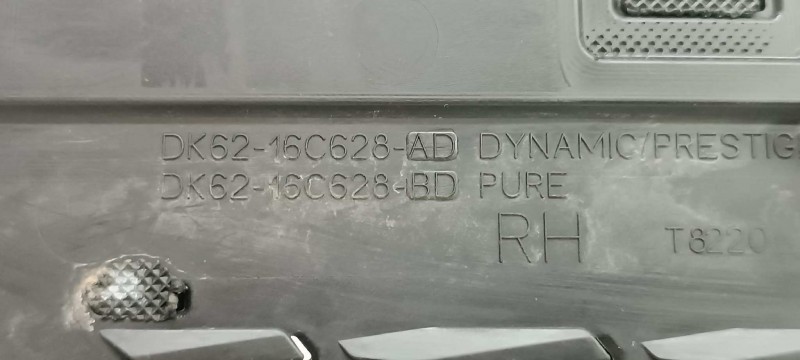 DK62-16C628-AD DYNAMIC/PRESTIG
DK62-16C628-BD PURE
RH T8220